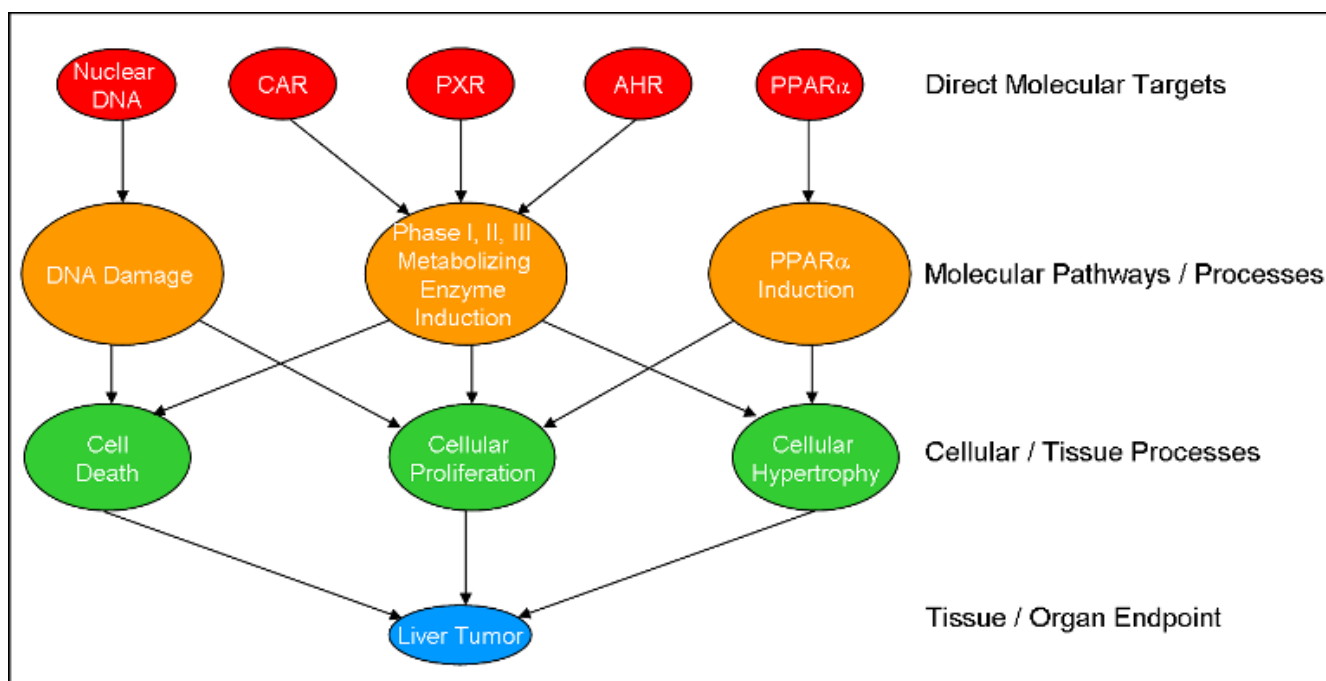 Nuclear
DNA
CAR
PXR
AHR
PPARıα
Direct Molecular Targets
DNA Damage
Phase I, II, III
Metabolizing
Enzyme
Induction
PPARα
Induction
Molecular Pathways / Processes
Cell
Death
Cellular
Proliferation
Cellular
Hypertrophy
Cellular / Tissue Processes
Liver Tumor
Tissue / Organ Endpoint